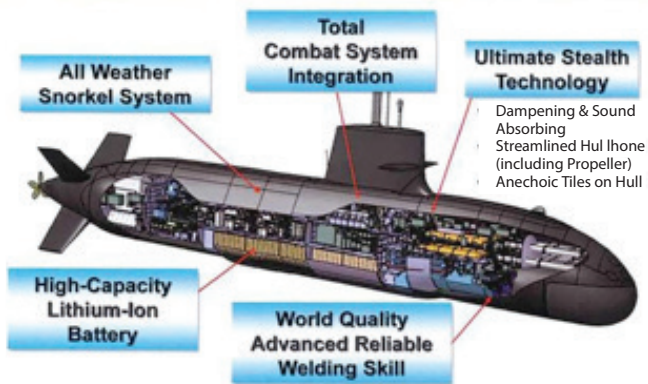 Total
Combat System
Integration
All Weather
Snorkel System
Ultimate Stealth
Technology
Dampening & Sound
Absorbing
Streamlined Hul lhone
(including Propeller)
Anechoic Tiles on Hull
High-Capacity
Lithium-Ion
Battery
World Quality
Advanced Reliable
Welding Skill